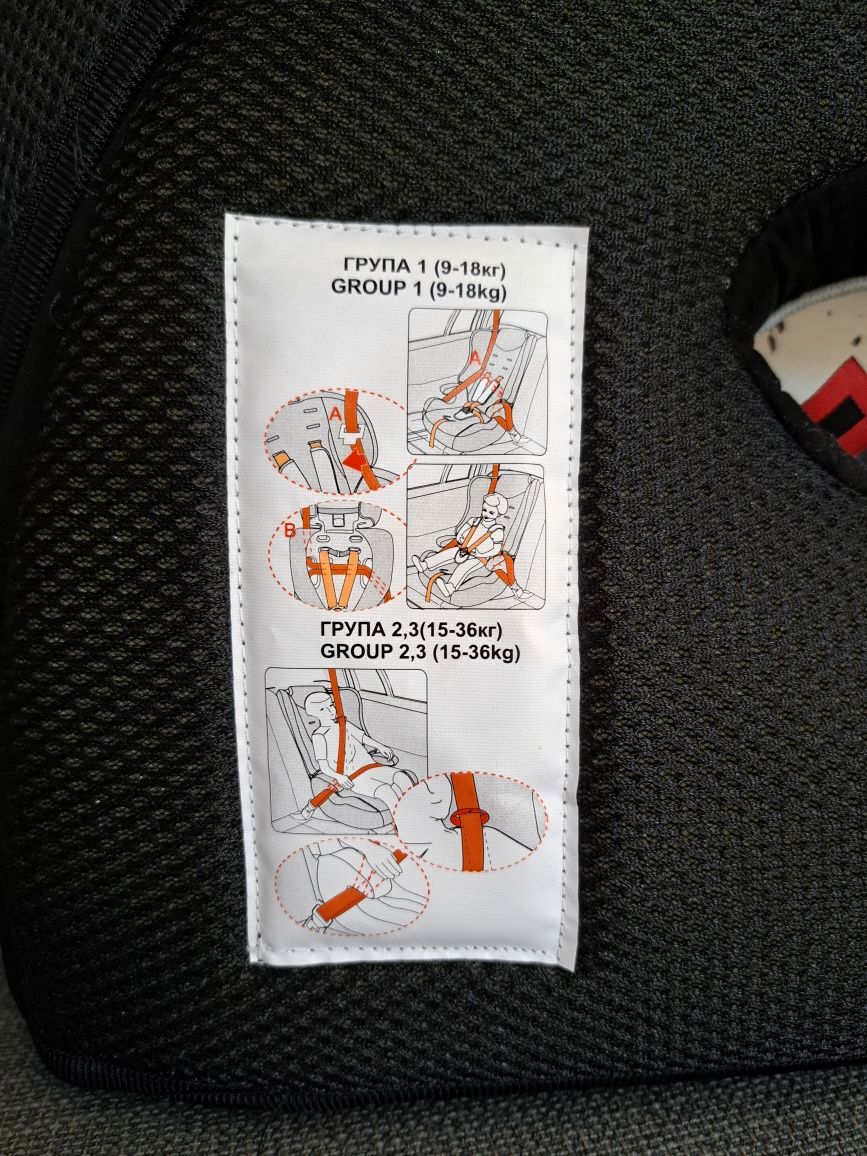 ГРУПА 1 (9-18кг)
GROUP 1 (9-18kg)
A
A
B
ГРУПА 2,3(15-36кг)
GROUP 2,3 (15-36kg)